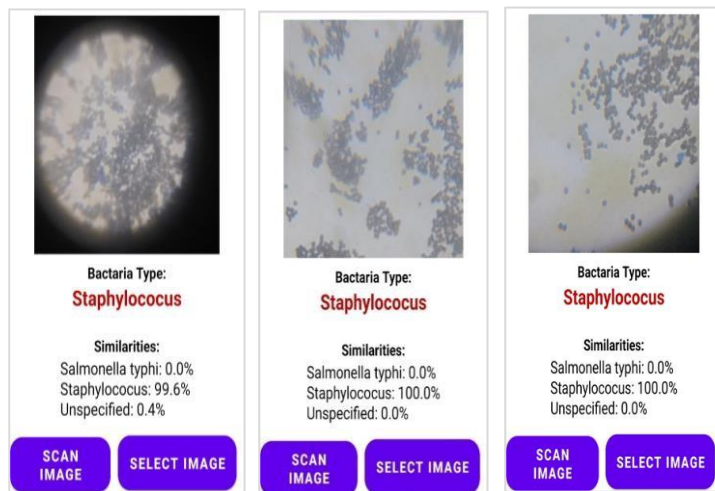 Bactaria Type:
Staphylococus
Similarities:
Salmonella typhi: 0.0%
Staphylococus: 99.6%
Unspecified: 0.4%
SCAN
IMAGE
SELECT IMAGE
Bactaria Type:
Staphylococus
Similarities:
Salmonella typhi: 0.0%
Staphylococus: 100.0%
Unspecified: 0.0%
SCAN
IMAGE
SELECT IMAGE
Bactaria Type:
Staphylococus
Similarities:
Salmonella typhi: 0.0%
Staphylococus: 100.0%
Unspecified: 0.0%
SCAN
IMAGE
SELECT IMAGE